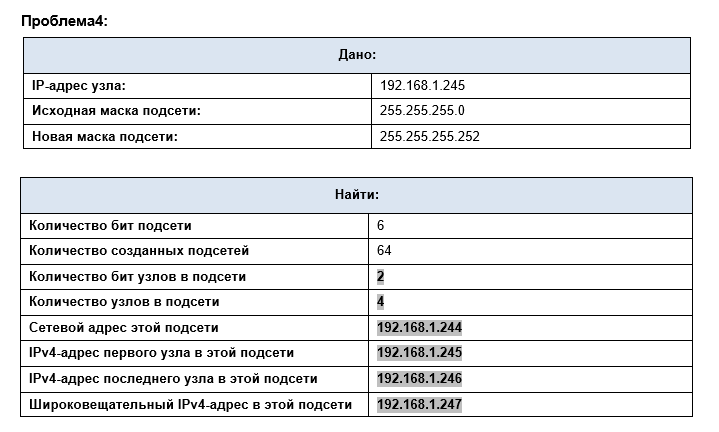 Проблема4:
Дано:
IP-адрес узла: 192.168.1.245
Исходная маска подсети: 255.255.255.0
Новая маска подсети: 255.255.255.252
Найти:
Количество бит подсети 6
Количество созданных подсетей 64
Количество бит узлов в подсети 2
Количество узлов в подсети 4
Сетевой адрес этой подсети 192.168.1.244
IPv4-адрес первого узла в этой подсети 192.168.1.245
IPv4-адрес последнего узла в этой подсети 192.168.1.246
Широковещательный IPv4-адрес в этой подсети 192.168.1.247